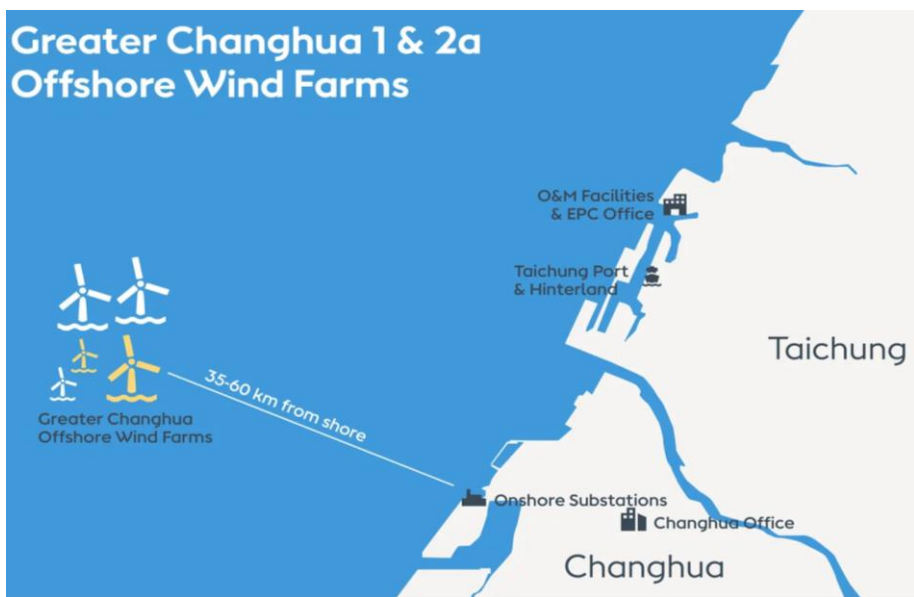 Greater Changhua 1 & 2a
Offshore Wind Farms
O&M Facilities
& EPC Office
Taichung Port
& Hinterland
Taichung
35-60 km from shore
Greater Changhua
Offshore Wind Farms
Onshore Substations
Changhua Office
Changhua